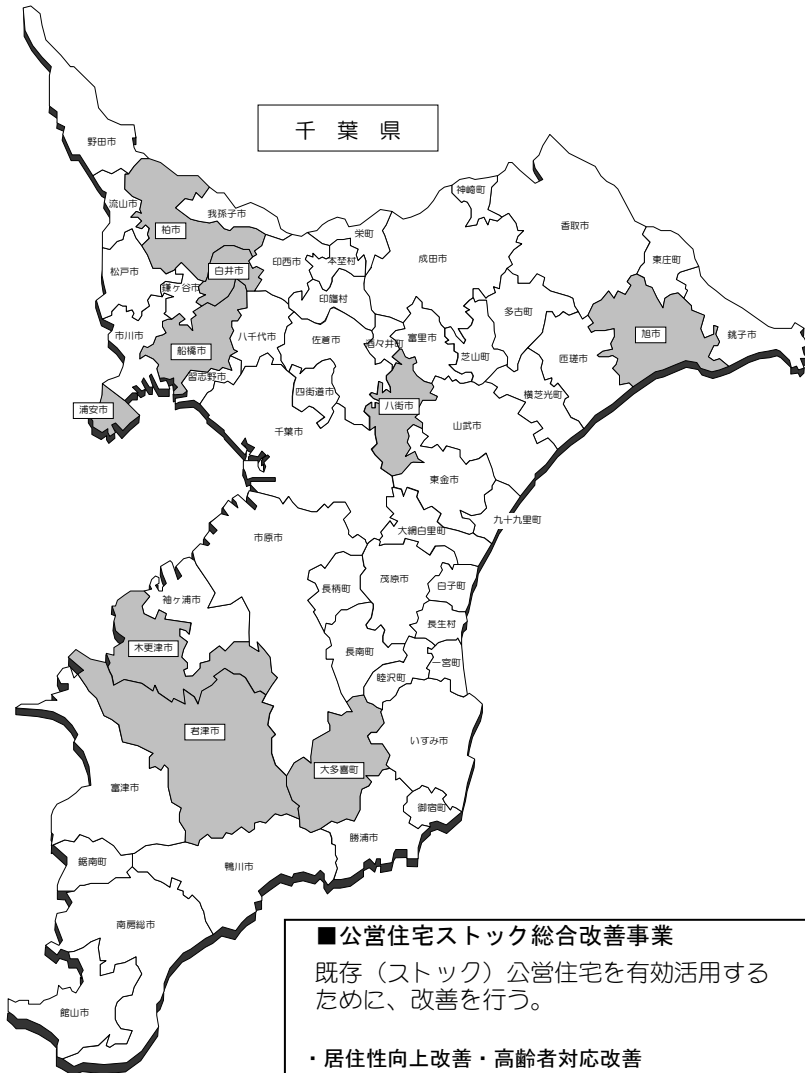 千葉県
野田市
流山市
柏市
我孫子市
神崎町
栄町
香取市
成田市
東庄町
松戸市
白井市
印西市
本埜村
鎌ヶ谷市
印旛村
多古町
市川市
八千代市
佐倉市
酒々井町
富里市
旭市
銚子市
船橋市
芝山町
匝瑳市
習志野市
四街道市
横芝光町
浦安市
八街市
千葉市
山武市
東金市
九十九里町
大網白里町
市原市
茂原市
長柄町
白子町
袖ヶ浦市
長生村
木更津市
長南町
一宮町
睦沢町
君津市
いすみ市
大多喜町
富津市
御宿町
勝浦市
鋸南町
鴨川市
南房総市
館山市
■公営住宅ストック総合改善事業
既存（ストック）公営住宅を有効活用する
ために、改善を行う。
・居住性向上改善・高齢者対応改善